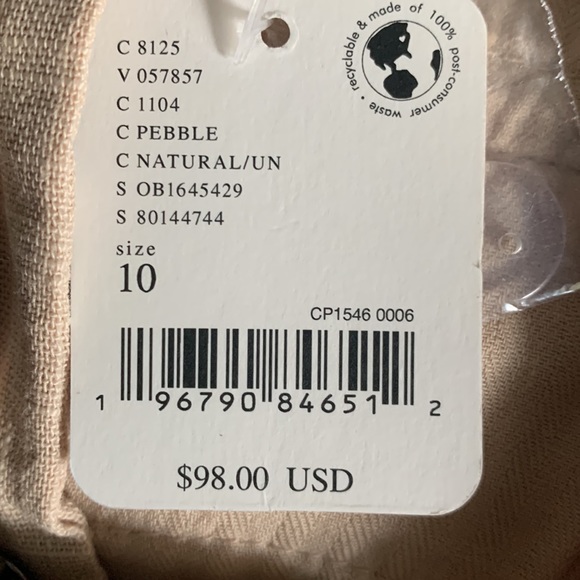 recyclable & made of 100% post-consumer waste •
C 8125
V 057857
C 1104
C PEBBLE
C NATURAL/UN
S OB1645429
S 80144744
size
10
CP1546 0006
1 96790 84651 2
$98.00 USD